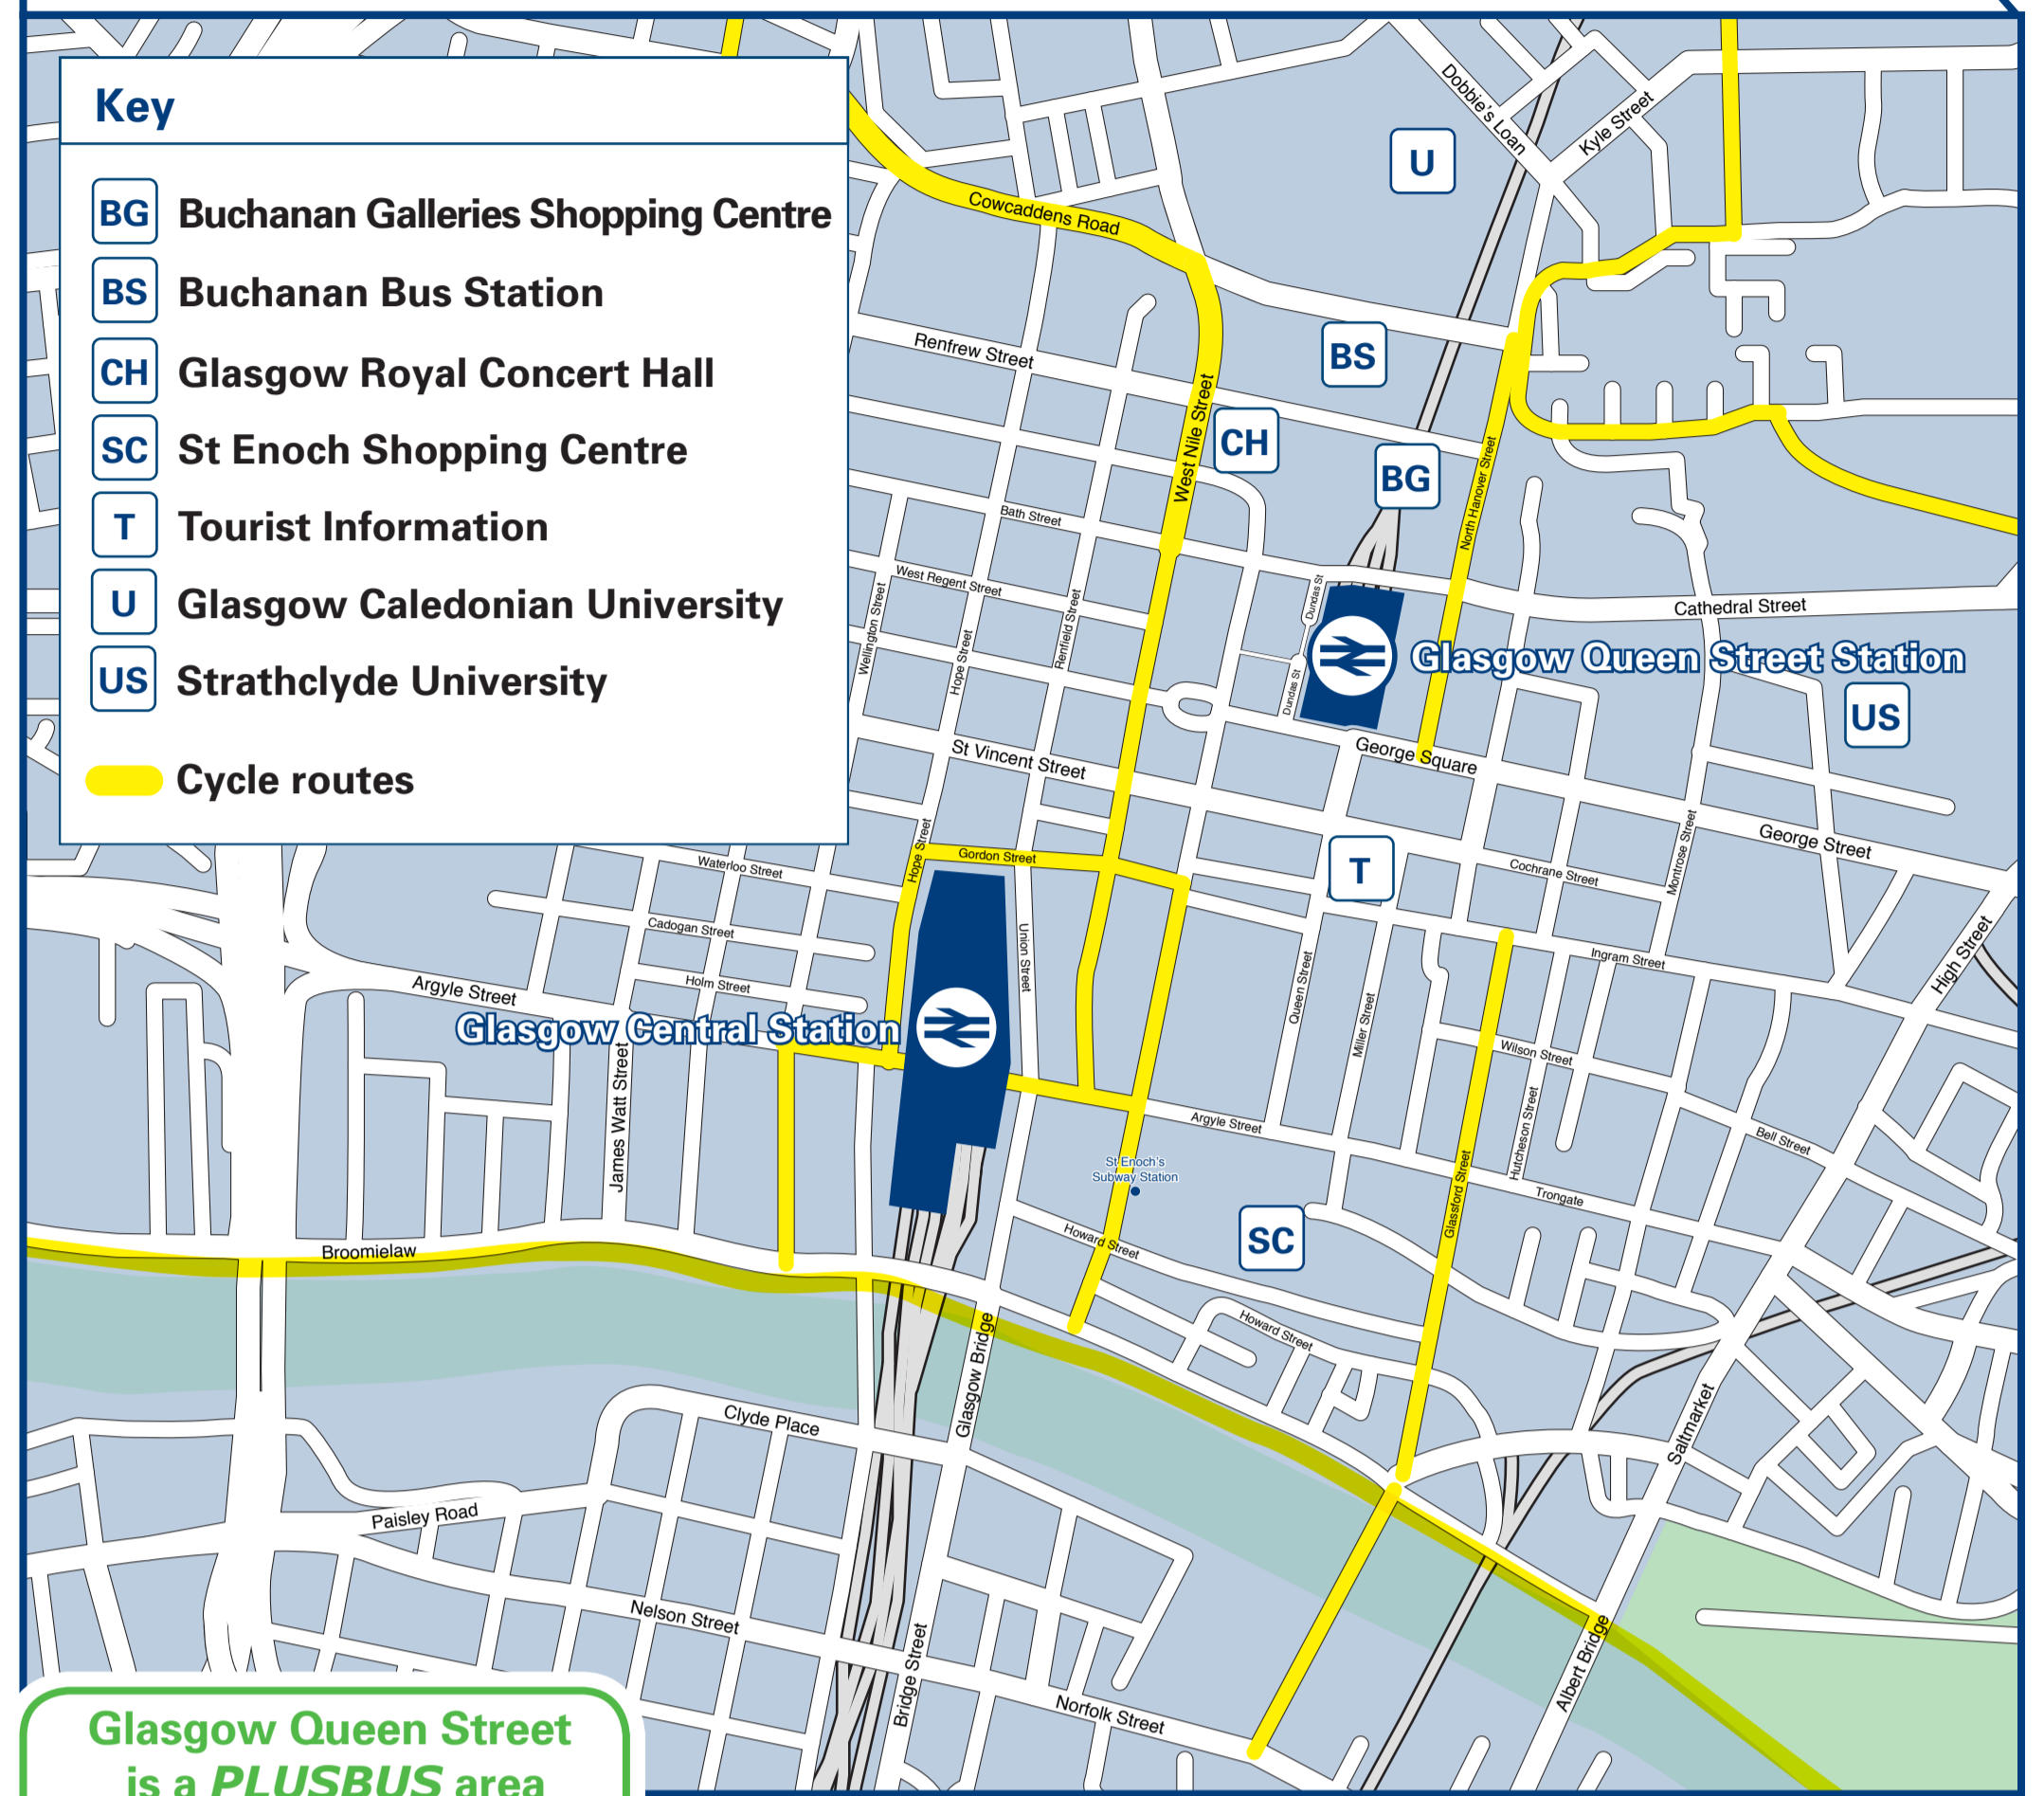 Key
BG Buchanan Galleries Shopping Centre
BS Buchanan Bus Station
CH Glasgow Royal Concert Hall
SC St Enoch Shopping Centre
T Tourist Information
U Glasgow Caledonian University
US Strathclyde University
Cycle routes
Dobbie's Loan
Kyle Street
U
Cowcaddens Road
Renfrew Street
BS
West Nile Street
CH
BG
North Hanover Street
Bath Street
West Regent Street
Wellington Street
Hope Street
Renfield Street
Dundas St
Dundas St
Cathedral Street
Glasgow Queen Street Station
US
St Vincent Street
George Square
George Street
Hope Street
Gordon Street
Waterloo Street
T
Cochrane Street
Montrose Street
Cadogan Street
Union Street
Ingram Street
High Street
Holm Street
Argyle Street
Queen Street
Miller Street
Glasgow Central Station
Wilson Street
James Watt Street
Argyle Street
Hutcheson Street
Bell Street
St Enoch's
Subway Station
Glassford Street
Trongate
SC
Howard Street
Broomielaw
Howard Street
Glasgow Bridge
Clyde Place
Saltmarket
Paisley Road
Nelson Street
Bridge Street
Norfolk Street
Albert Bridge
Glasgow Queen Street
is a PLUSBUS area